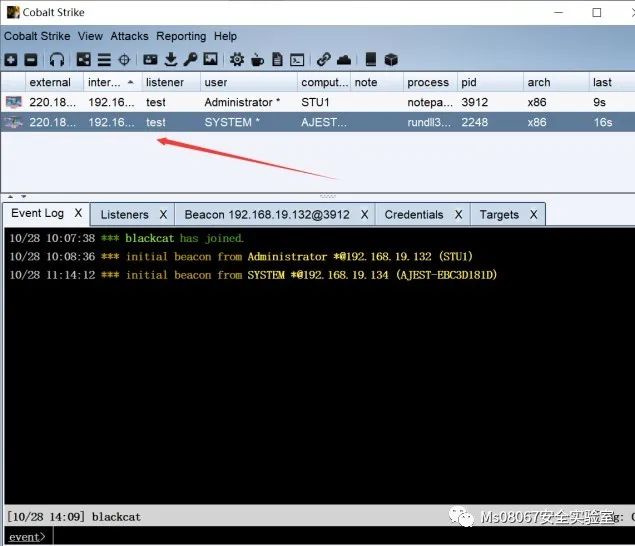 Cobalt Strike
Cobalt Strike View Attacks Reporting Help
external inter... listener user comput... note process pid arch last
220.18... 192.16... test Administrator * STU1 notepa... 3912 x86 9s
220.18... 192.16... test SYSTEM * AJEST... rundll3... 2248 x86 16s
Event Log X Listeners X Beacon 192.168.19.132@3912 X Credentials X Targets X
10/28 10:07:38 *** blackcat has joined.
10/28 10:08:36 *** initial beacon from Administrator *@192.168.19.132 (STU1)
10/28 11:14:12 *** initial beacon from SYSTEM *@192.168.19.134 (AJEST-EBC3D181D)
[10/28 14:09] blackcat
Ms08067安全实验室
event>